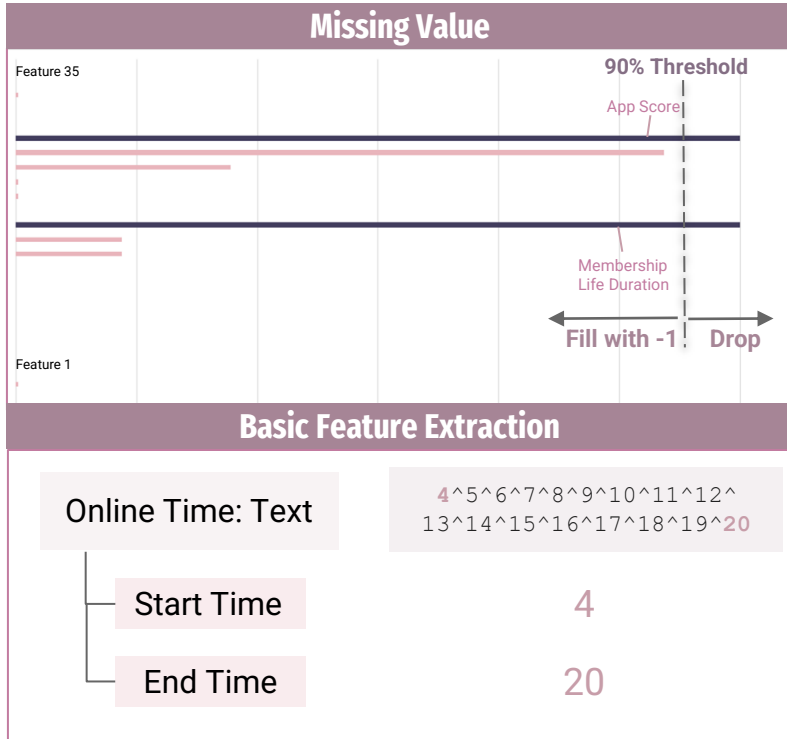 Missing Value
Feature 35
90% Threshold
App Score
Membership
Life Duration
Fill with -1
Drop
Feature 1
Basic Feature Extraction
Online Time: Text
4^5^6^7^8^9^10^11^12^
13^14^15^16^17^18^19^20
Start Time
4
End Time
20